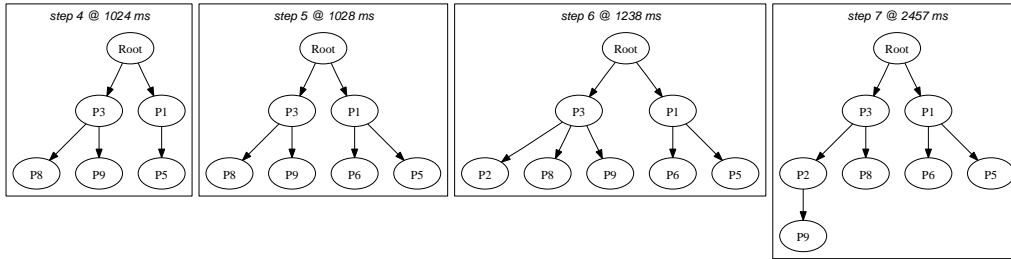 step 4 @ 1024 ms
Root
P3 P1
P8 P9 P5
step 5 @ 1028 ms
Root
P3 P1
P8 P9 P6 P5
step 6 @ 1238 ms
Root
P3 P1
P2 P8 P9 P6 P5
step 7 @ 2457 ms
Root
P3 P1
P2 P8 P6 P5
P9